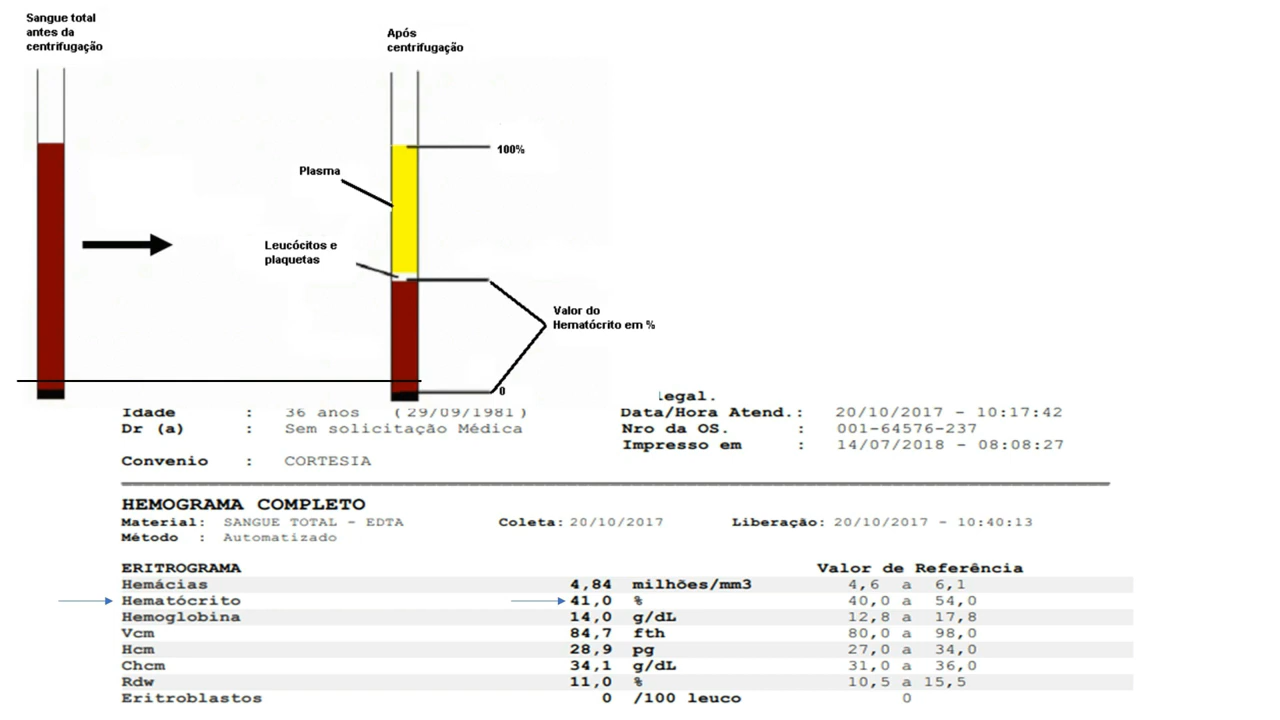 Sangue total
antes da
centrifugação
Após
centrifugação
100%
Plasma
Leucócitos e
plaquetas
Valor do
Hematócrito em %
0
legal.
Idade : 36 anos (29/09/1981) Data/Hora Atend.: 20/10/2017 - 10:17:42
Dr (a) : Sem solicitação Médica Nro da OS. : 001-64576-237
Impresso em : 14/07/2018 - 08:08:27
Convenio : CORTESIA
HEMOGRAMA COMPLETO
Material: SANGUE TOTAL - EDTA Coleta: 20/10/2017 Liberação: 20/10/2017 - 10:40:13
Método : Automatizado
ERITROGRAMA Valor de Referência
Hemácias 4,84 milhões/mm3 4,6 a 6,1
Hematócrito 41,0 % 40,0 a 54,0
Hemoglobina 14,0 g/dL 12,8 a 17,8
Vcm 84,7 fth 80,0 a 98,0
Hcm 28,9 pg 27,0 a 34,0
Chcm 34,1 g/dL 31,0 a 36,0
Rdw 11,0 % 10,5 a 15,5
Eritroblastos 0 /100 leuco 0